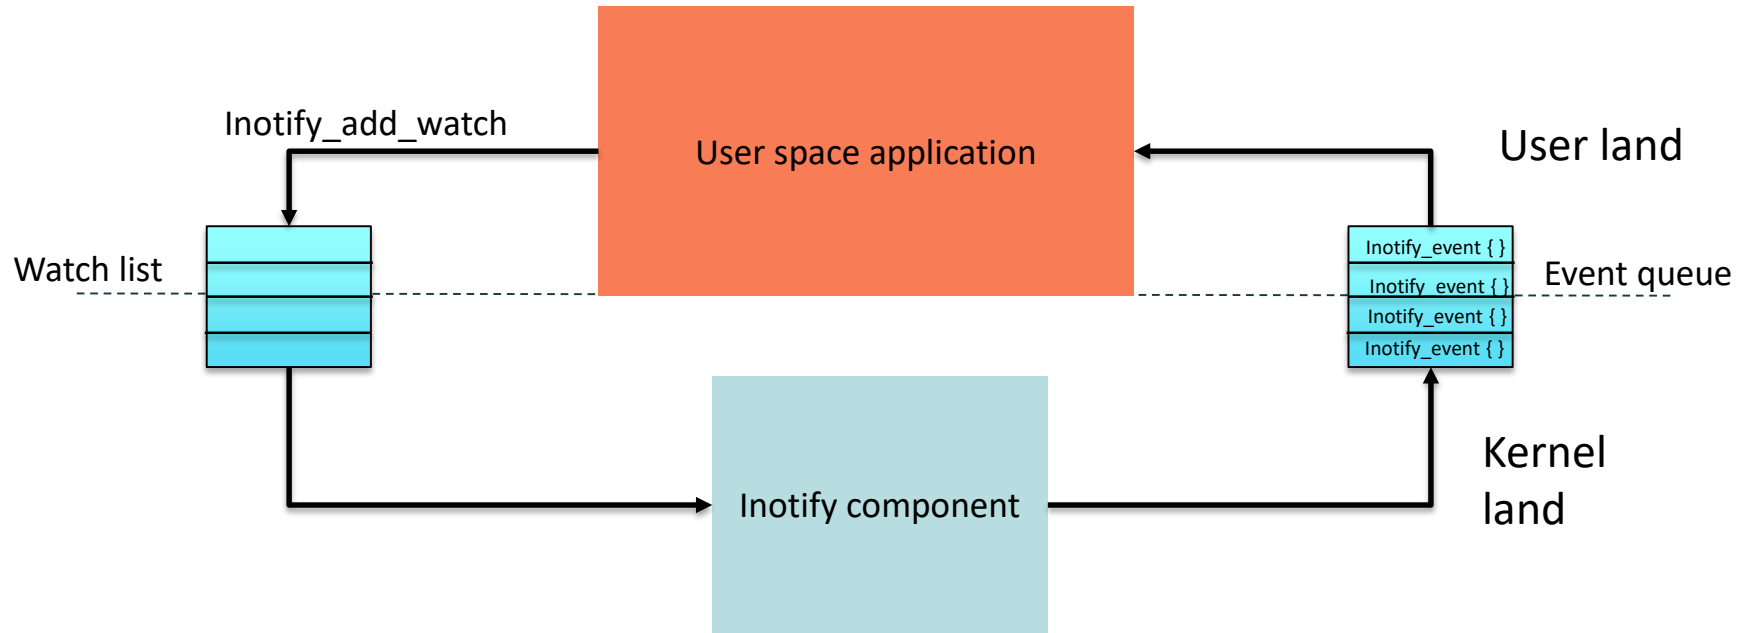 Inotify_add_watch
User space application
User land
Watch list
Inotify_event { }
Inotify_event { }
Inotify_event { }
Inotify_event { }
Event queue
Inotify component
Kernel
land